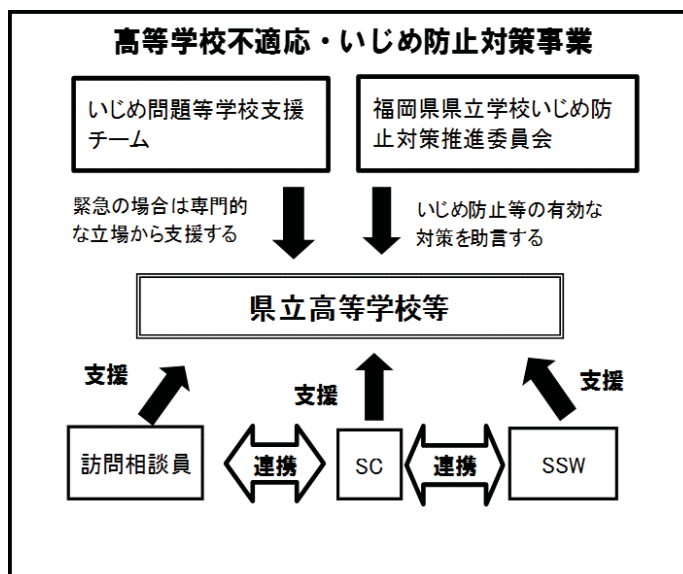 高等学校不適応・いじめ防止対策事業
いじめ問題等学校支援
チーム
福岡県県立学校いじめ防
止対策推進委員会
緊急の場合は専門的
な立場から支援する
いじめ防止等の有効な
対策を助言する
県立高等学校等
支援
支援
支援
訪問相談員
連携
SC
連携
SSW